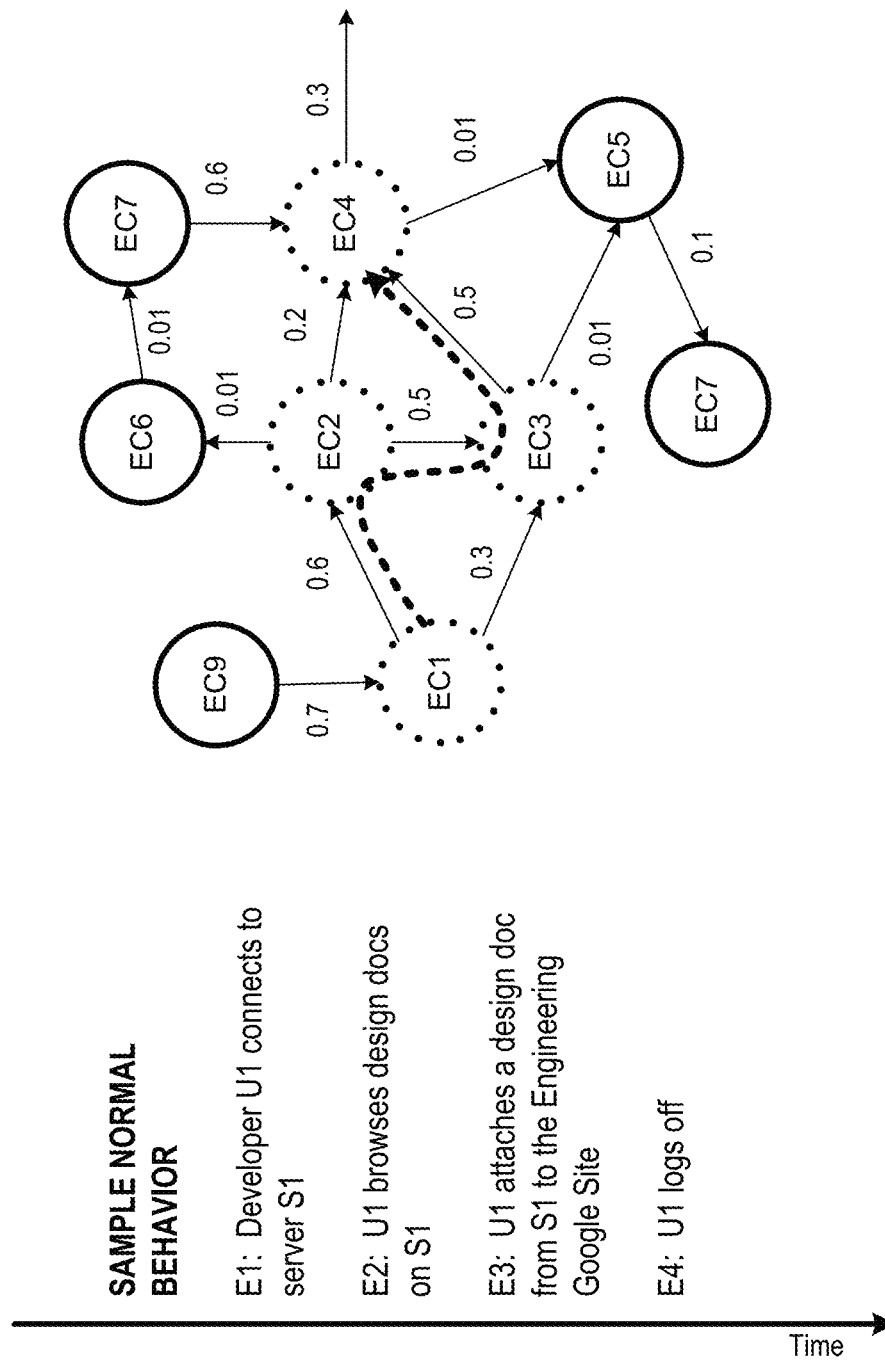 SAMPLE NORMAL
BEHAVIOR
E1: Developer U1 connects to
server S1
E2: U1 browses design docs
on S1
E3: U1 attaches a design doc
from S1 to the Engineering
Google Site
E4: U1 logs off
Time
EC9
0.7
EC1
0.6
0.3
EC6
0.01
0.01
EC2
0.2
0.5
EC3
0.5
0.01
EC7
EC7
0.6
EC4
0.3
0.01
EC5
0.1